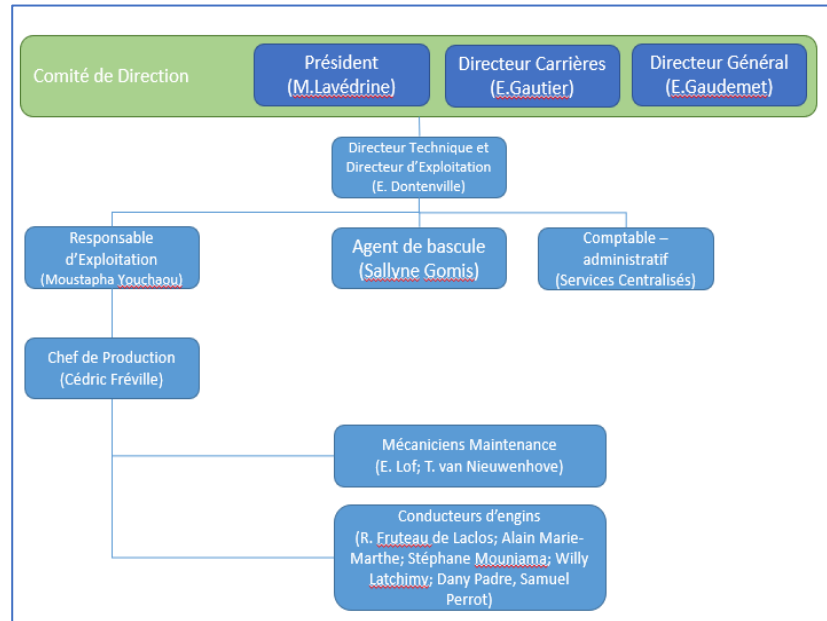 Comité de Direction
Président
(M.Lavédrine)
Directeur Carrières
(E.Gautier)
Directeur Général
(E.Gaudemet)
Directeur Technique et
Directeur d'Exploitation
(E. Dontenville)
Responsable
d'Exploitation
(Moustapha Youchaou)
Agent de bascule
(Sallyne Gomis)
Comptable –
administratif
(Services Centralisés)
Chef de Production
(Cédric Fréville)
Mécaniciens Maintenance
(E. Lof; T. van Nieuwenhove)
Conducteurs d'engins
(R. Fruteau de Laclos; Alain Marie-
Marthe; Stéphane Mouniama; Willy
Latchimy; Dany Padre, Samuel
Perrot)